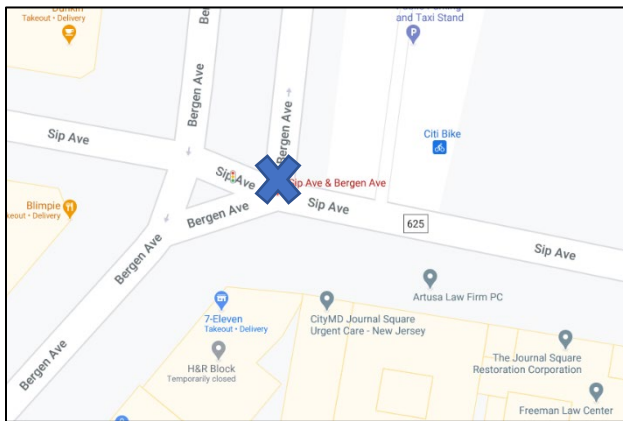 Dunkin'
Takeout • Delivery
Ber
Parking
and Taxi Stand
P
Bergen Ave
Bergen Ave
Citi Bike
Sip Ave
Sip Ave
Sip Ave & Bergen Ave
Blimpie
keout • Delivery
Bergen Ave
Sip Ave
625
Sip Ave
Bergen Ave
Bergen Ave
Artusa Law Firm PC
7-Eleven
Takeout • Delivery
CityMD Journal Square
Urgent Care - New Jersey
H&R Block
Temporarily closed
The Journal Square
Restoration Corporation
Freeman Law Center